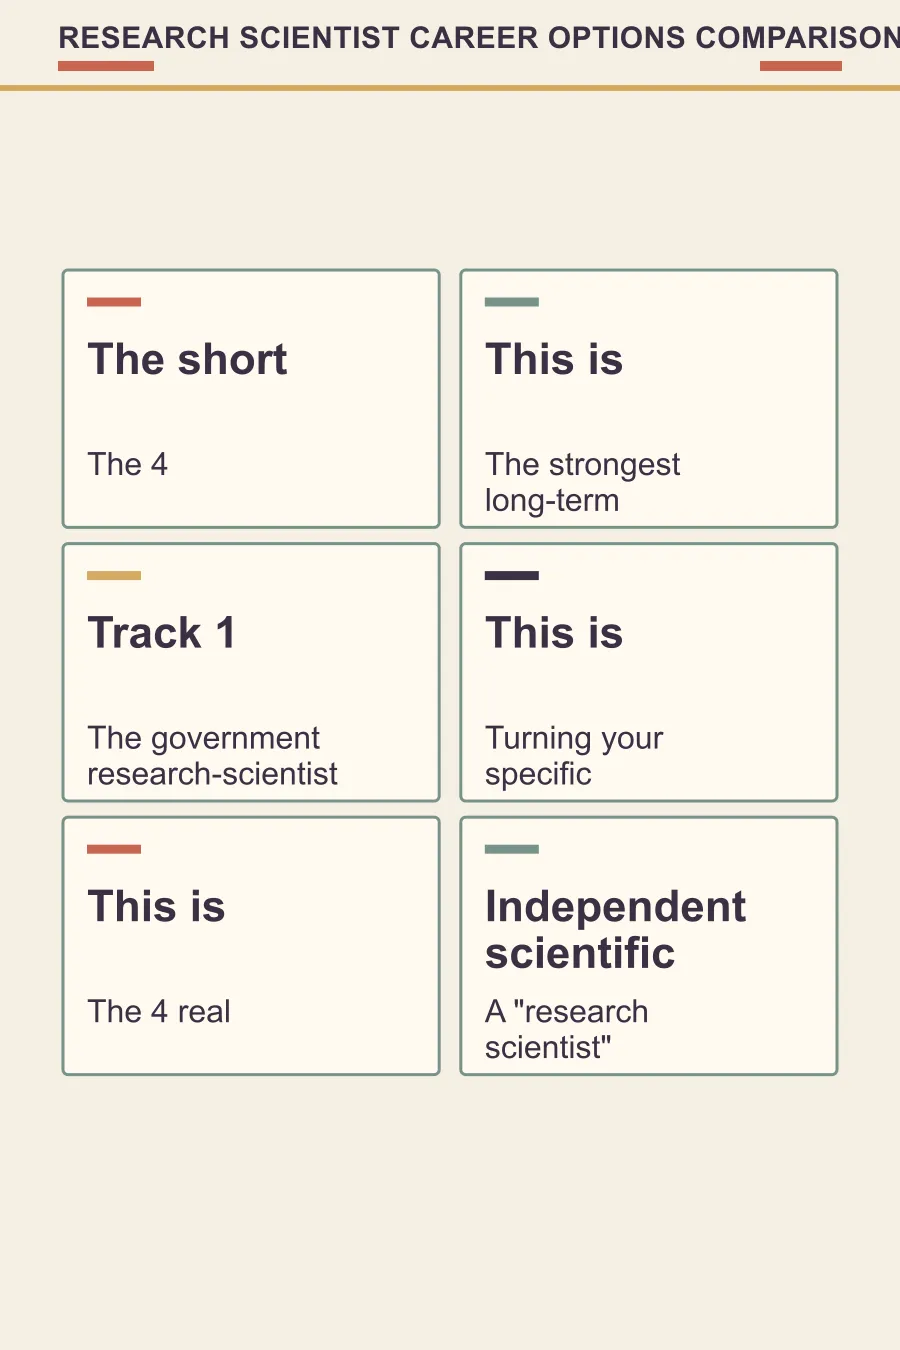 RESEARCH SCIENTIST CAREER OPTIONS COMPARISON
The short
The 4
This is
The strongest
long-term
Track 1
The government
research-scientist
This is
Turning your
specific
This is
The 4 real
Independent
scientific
A "research
scientist"